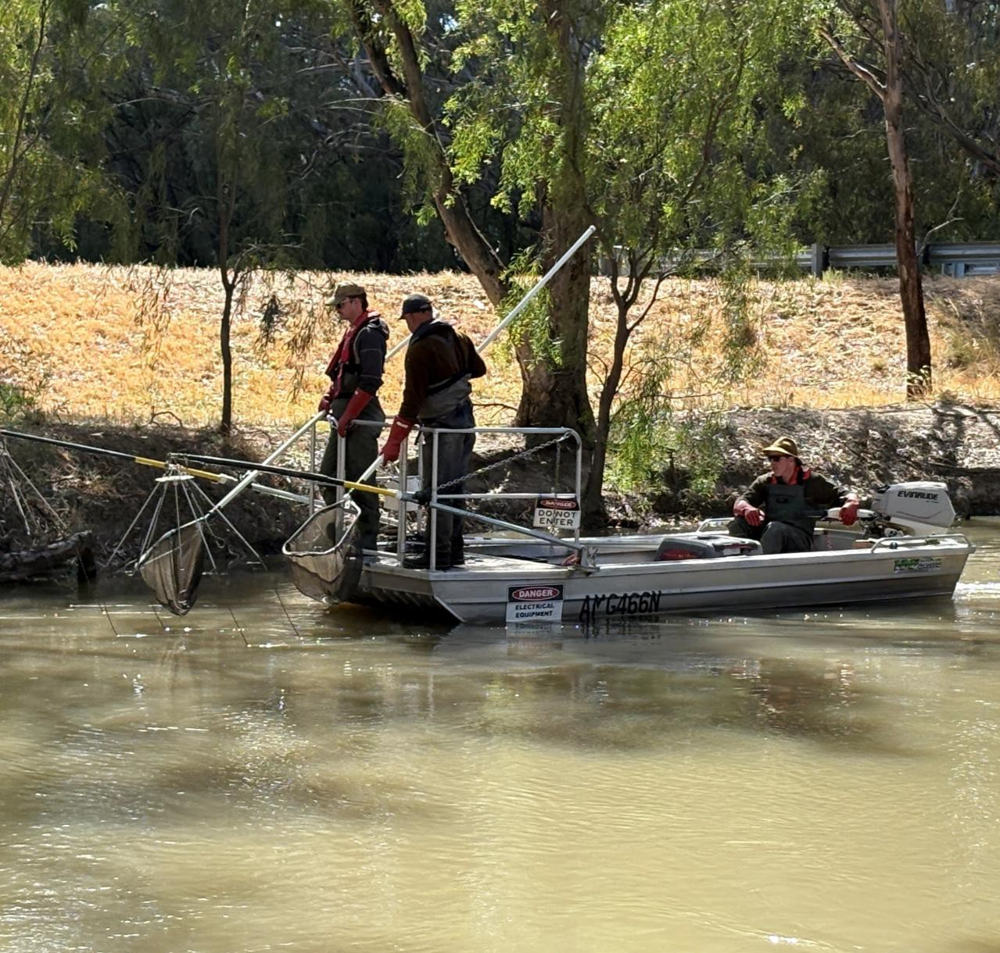 EVINRUDE
DANGER
DO NOT
ENTER
DANGER
ELECTRICAL
EQUIPMENT
AMG466N